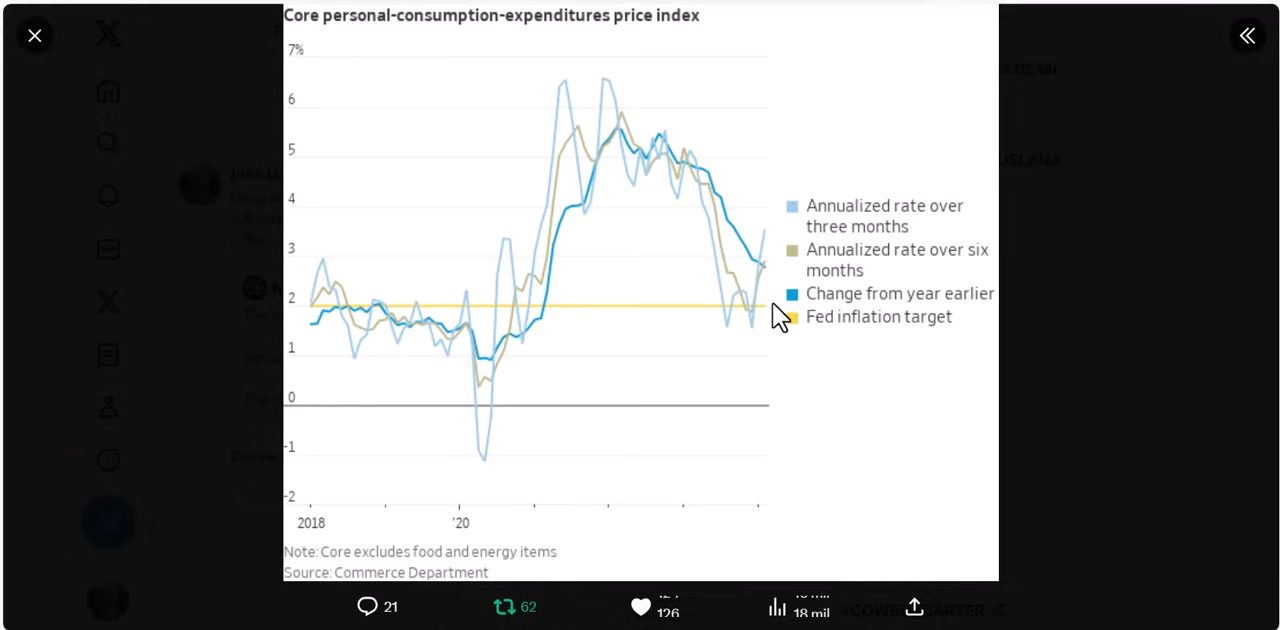 Core personal-consumption-expenditures price index
7%
6
5
4
3
2
1
0
-1
-2
2018
'20
Annualized rate over
three months
Annualized rate over six
months
Change from year earlier
Fed inflation target
Note: Core excludes food and energy items
Source: Commerce Department
21
62
126
18 mil